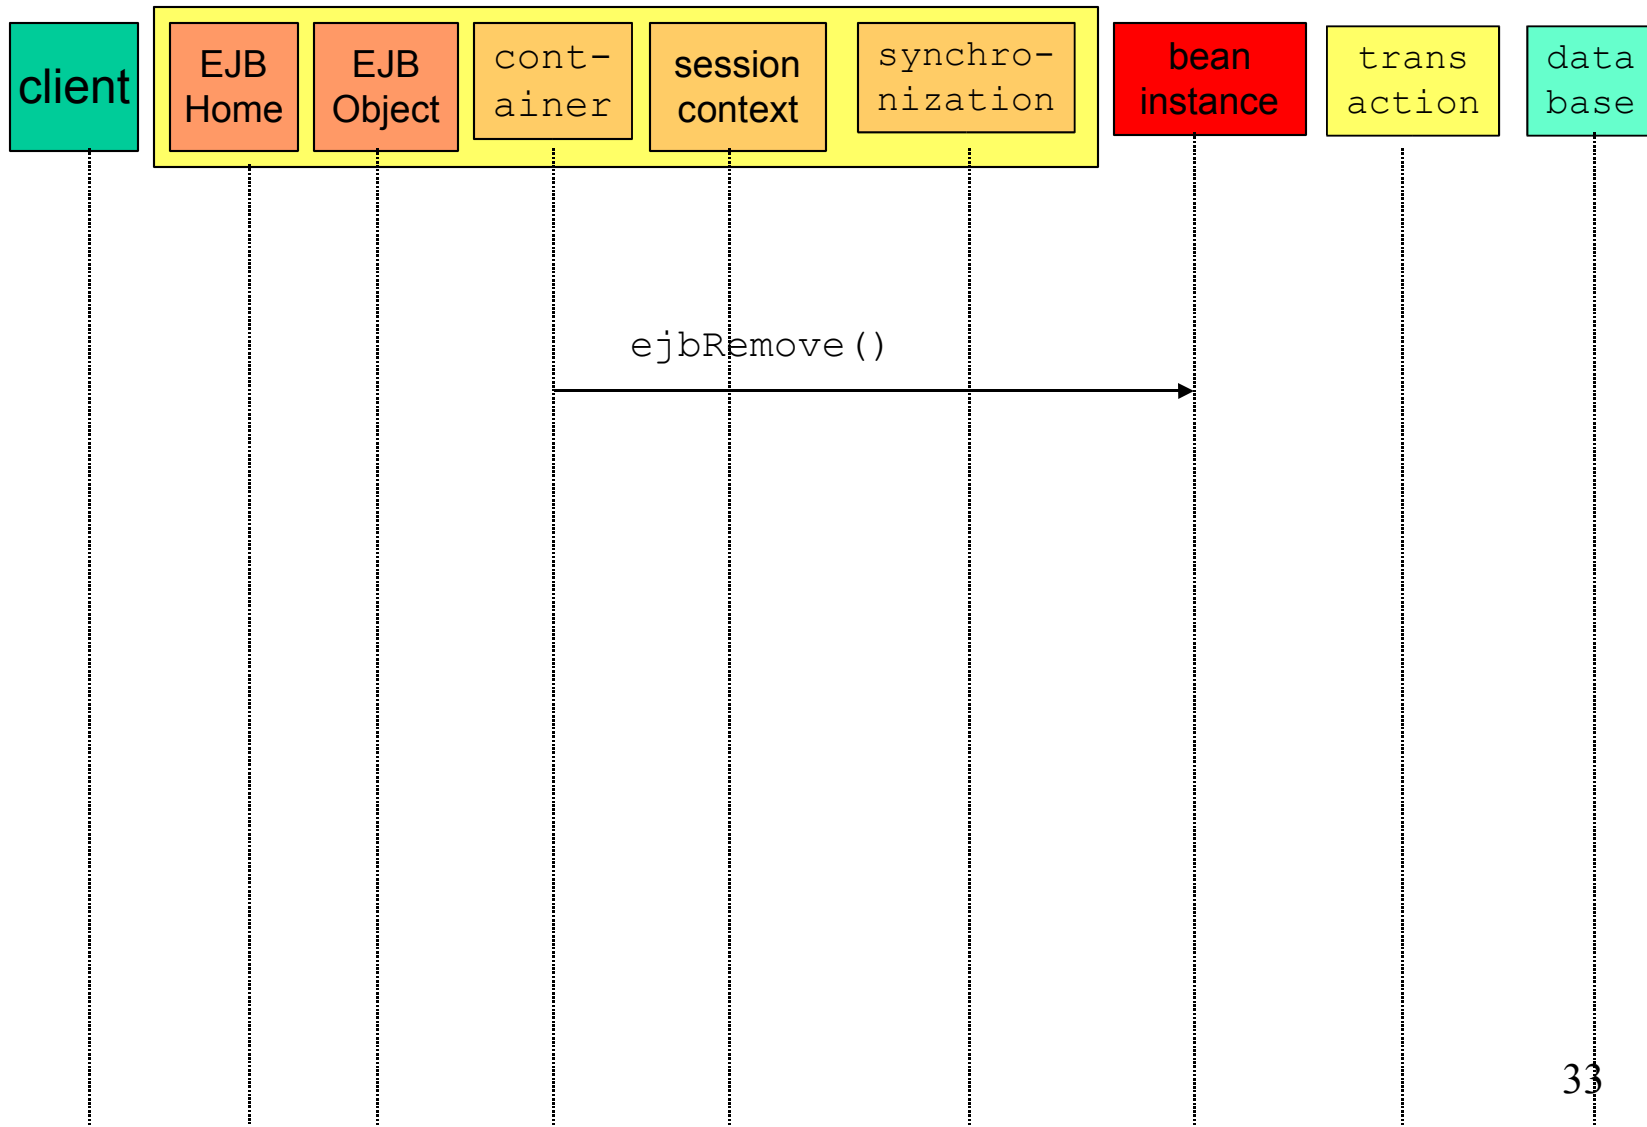 client
EJB
Home
EJB
Object
cont-
ainer
session
context
synchro-
nization
bean
instance
trans
action
data
base
ejbRemove()
33